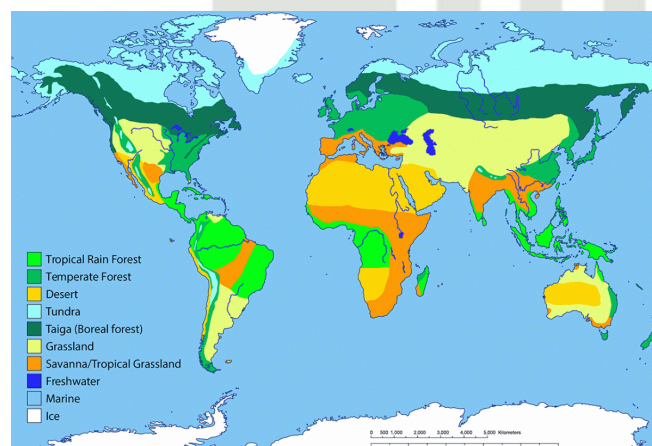 Tropical Rain Forest
Temperate Forest
Desert
Tundra
Taiga (Boreal forest)
Grassland
Savanna/Tropical Grassland
Freshwater
Marine
Ice
0 500 1,000 2,000 3,000 4,000 5,000 Kilometers